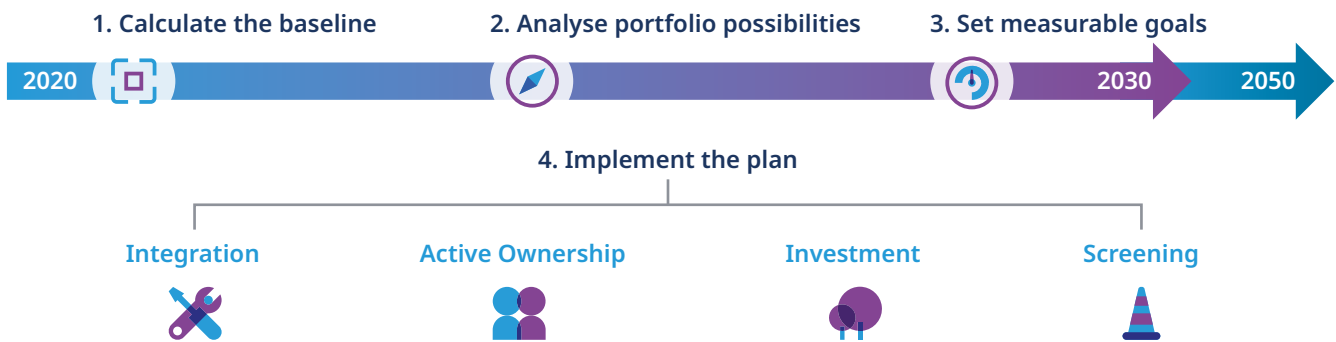 1. Calculate the baseline
2. Analyse portfolio possibilities
3. Set measurable goals
2020
2030
2050
4. Implement the plan
Integration
Active Ownership
Investment
Screening